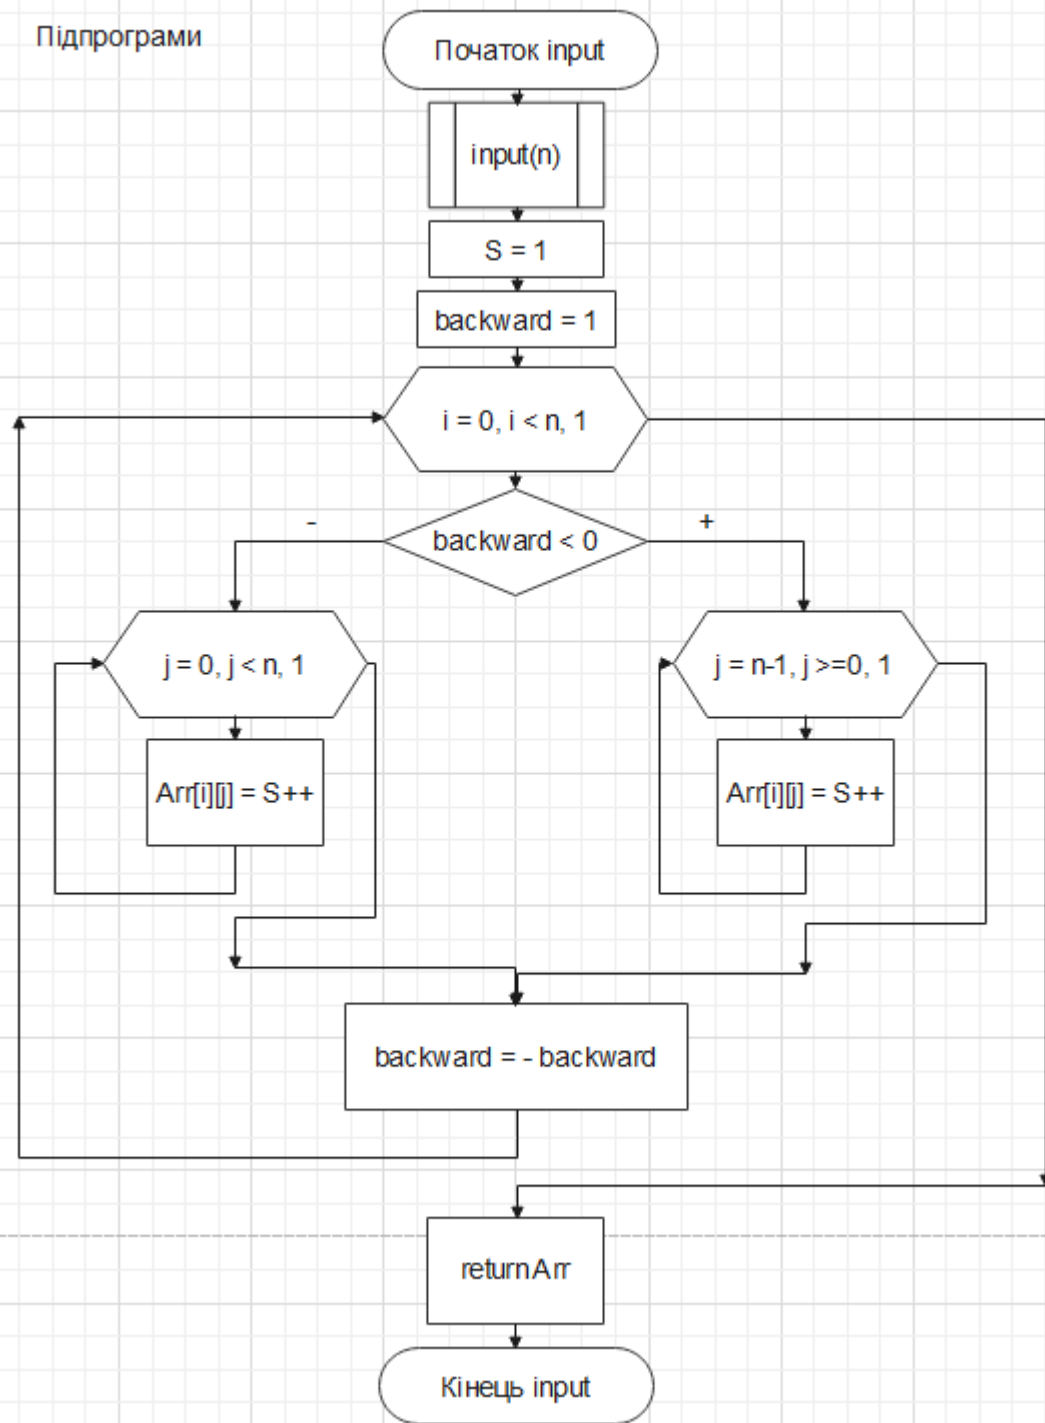 Підпрограми
Початок input
input(n)
S = 1
backward = 1
i = 0, i < n, 1
backward < 0
-
+
j = 0, j < n, 1
j = n-1, j >=0, 1
Arr[i][j] = S++
Arr[i][j] = S++
backward = - backward
return Arr
Кінець input